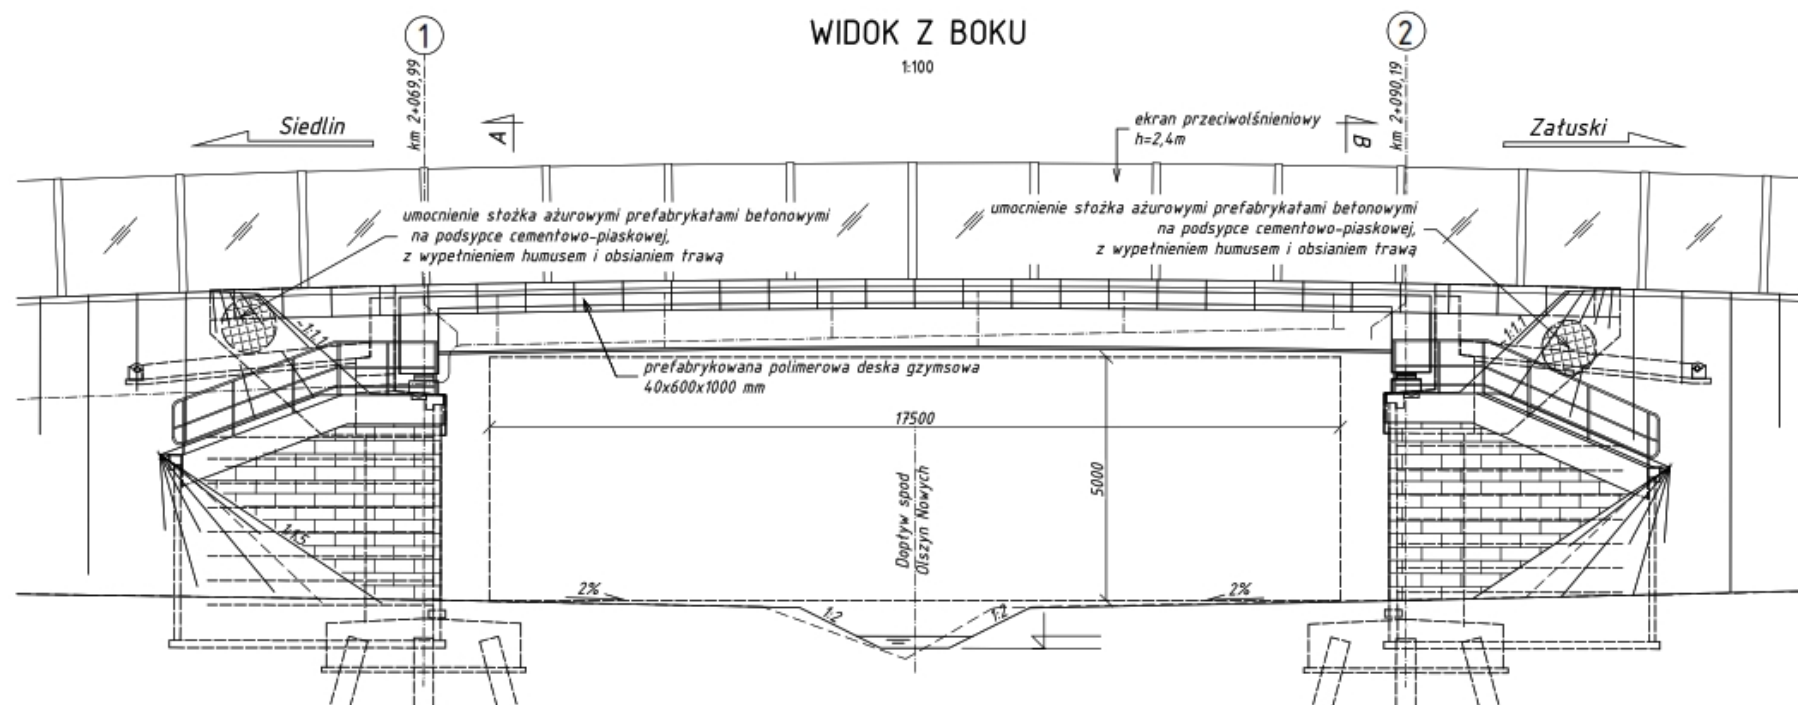 WIDOK Z BOKU
1:100
1
2
km 2+069,99
km 2+090,19
Siedlin
A
B
Załuski
ekran przeciwolśnieniowy
h=2,4m
umocnienie stożka ażurowymi prefabrykatami betonowymi
na podsypce cementowo-piaskowej,
z wypełnieniem humusem i obsianiem trawą
umocnienie stożka ażurowymi prefabrykatami betonowymi
na podsypce cementowo-piaskowej,
z wypełnieniem humusem i obsianiem trawą
~1:1,1
~1:1,1
prefabrykowana polimerowa deska gzymsowa
40x600x1000 mm
17500
5000
Dopływ spod
Olszyn Nowych
1:1,5
2%
2%
1:2
1:2